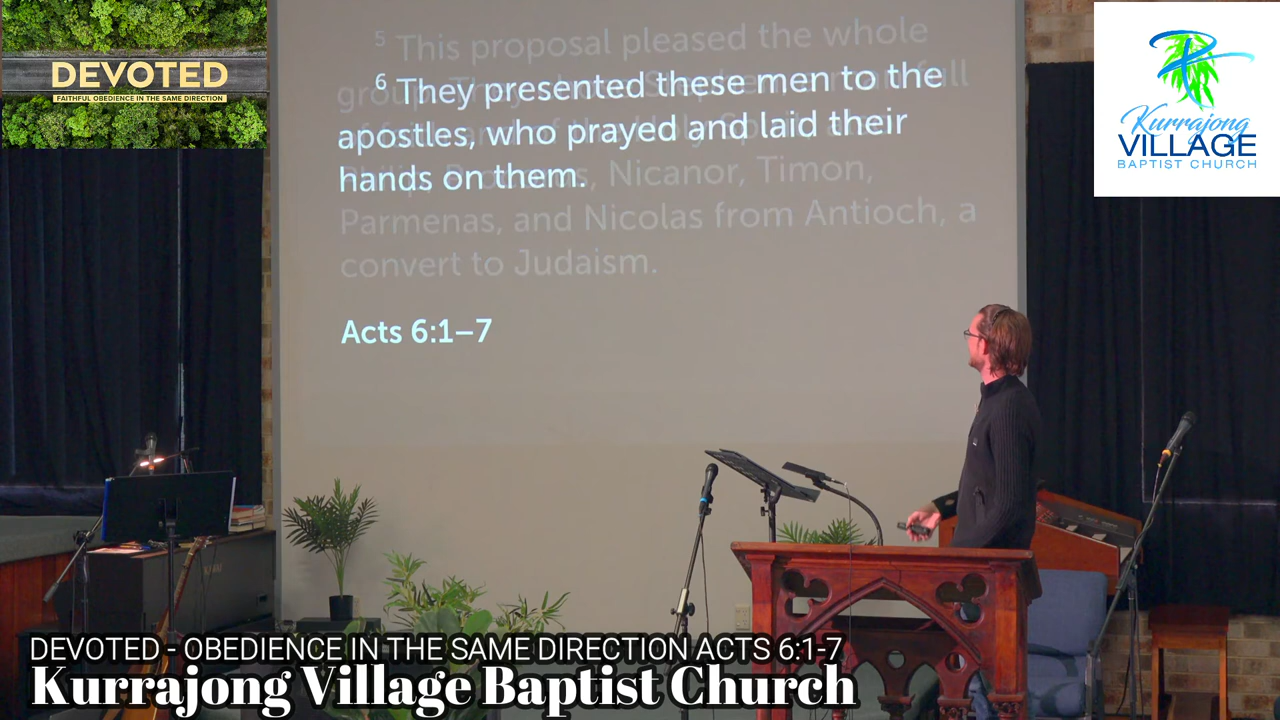 DEVOTED
FAITHFUL OBEDIENCE IN THE SAME DIRECTION
5 This proposal pleased the whole
6 They presented these men to the
apostles, who prayed and laid their
hands on them.
Nicanor, Timon,
Parmenas, and Nicolas from Antioch, a
convert to Judaism.
Acts 6:1–7
Kurrajong
VILLAGE
BAPTIST CHURCH
DEVOTED - OBEDIENCE IN THE SAME DIRECTION ACTS 6:1-7
Kurrajong Village Baptist Church